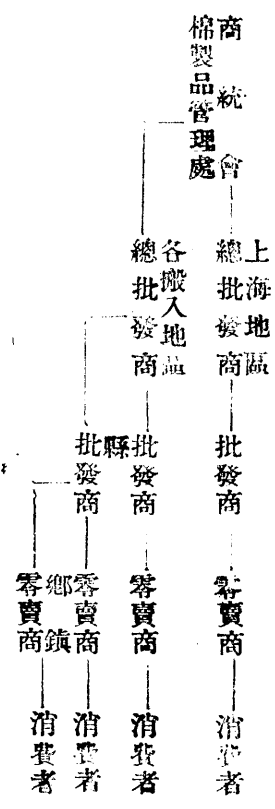 商統會
棉製品管理處
上海地區
總批發商
批發商
零賣商
消費者
各搬入地區
總批發商
批發商
零賣商
消費者
縣
批發商
零賣商
消費者
鄉鎮
零賣商
消費者